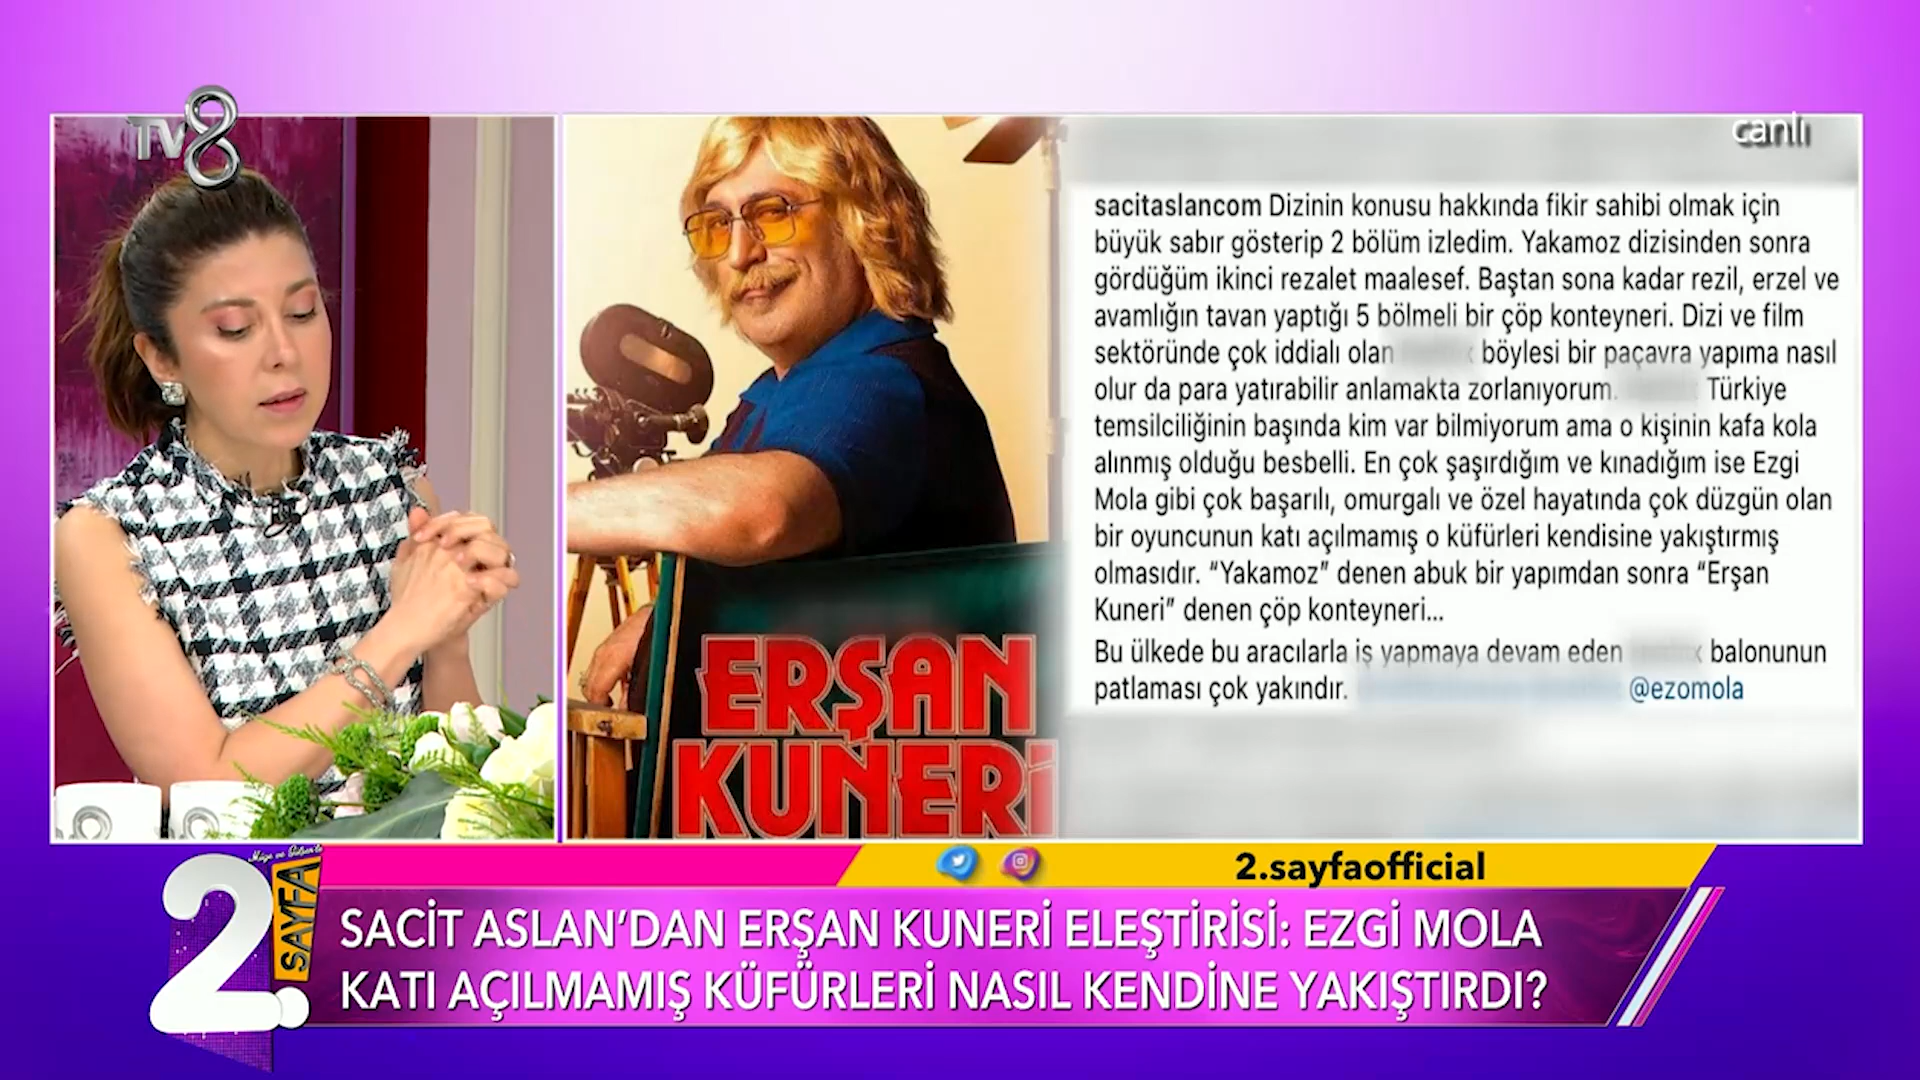 TV8
canlı
sacitaslancom Dizinin konusu hakkında fikir sahibi olmak için
büyük sabır gösterip 2 bölüm izledim. Yakamoz dizisinden sonra
gördüğüm ikinci rezalet maalesef. Baştan sona kadar rezil, erzel ve
avamlığın tavan yaptığı 5 bölmeli bir çöp konteyneri. Dizi ve film
sektöründe çok iddialı olan böylesi bir paçavra yapıma nasıl
olur da para yatırabilir anlamakta zorlanıyorum. Türkiye
temsilciliğinin başında kim var bilmiyorum ama o kişinin kafa kola
alınmış olduğu besbelli. En çok şaşırdığım ve kınadığım ise Ezgi
Mola gibi çok başarılı, omurgalı ve özel hayatında çok düzgün olan
bir oyuncunun katı açılmamış o küfürleri kendisine yakıştırmış
olmasıdır. “Yakamoz” denen abuk bir yapımdan sonra “Erşan
Kuneri” denen çöp konteyneri...
Bu ülkede bu aracılarla iş yapmaya devam eden balonunun
patlaması çok yakındır. @ezomola
ERŞAN
KUNERİ
Müge ve Gülşen'le
2. SAYFA
2.sayfaofficial
SACİT ASLAN’DAN ERŞAN KUNERİ ELEŞTİRİSİ: EZGİ MOLA
KATI AÇILMAMIŞ KÜFÜRLERİ NASIL KENDİNE YAKIŞTIRDI?